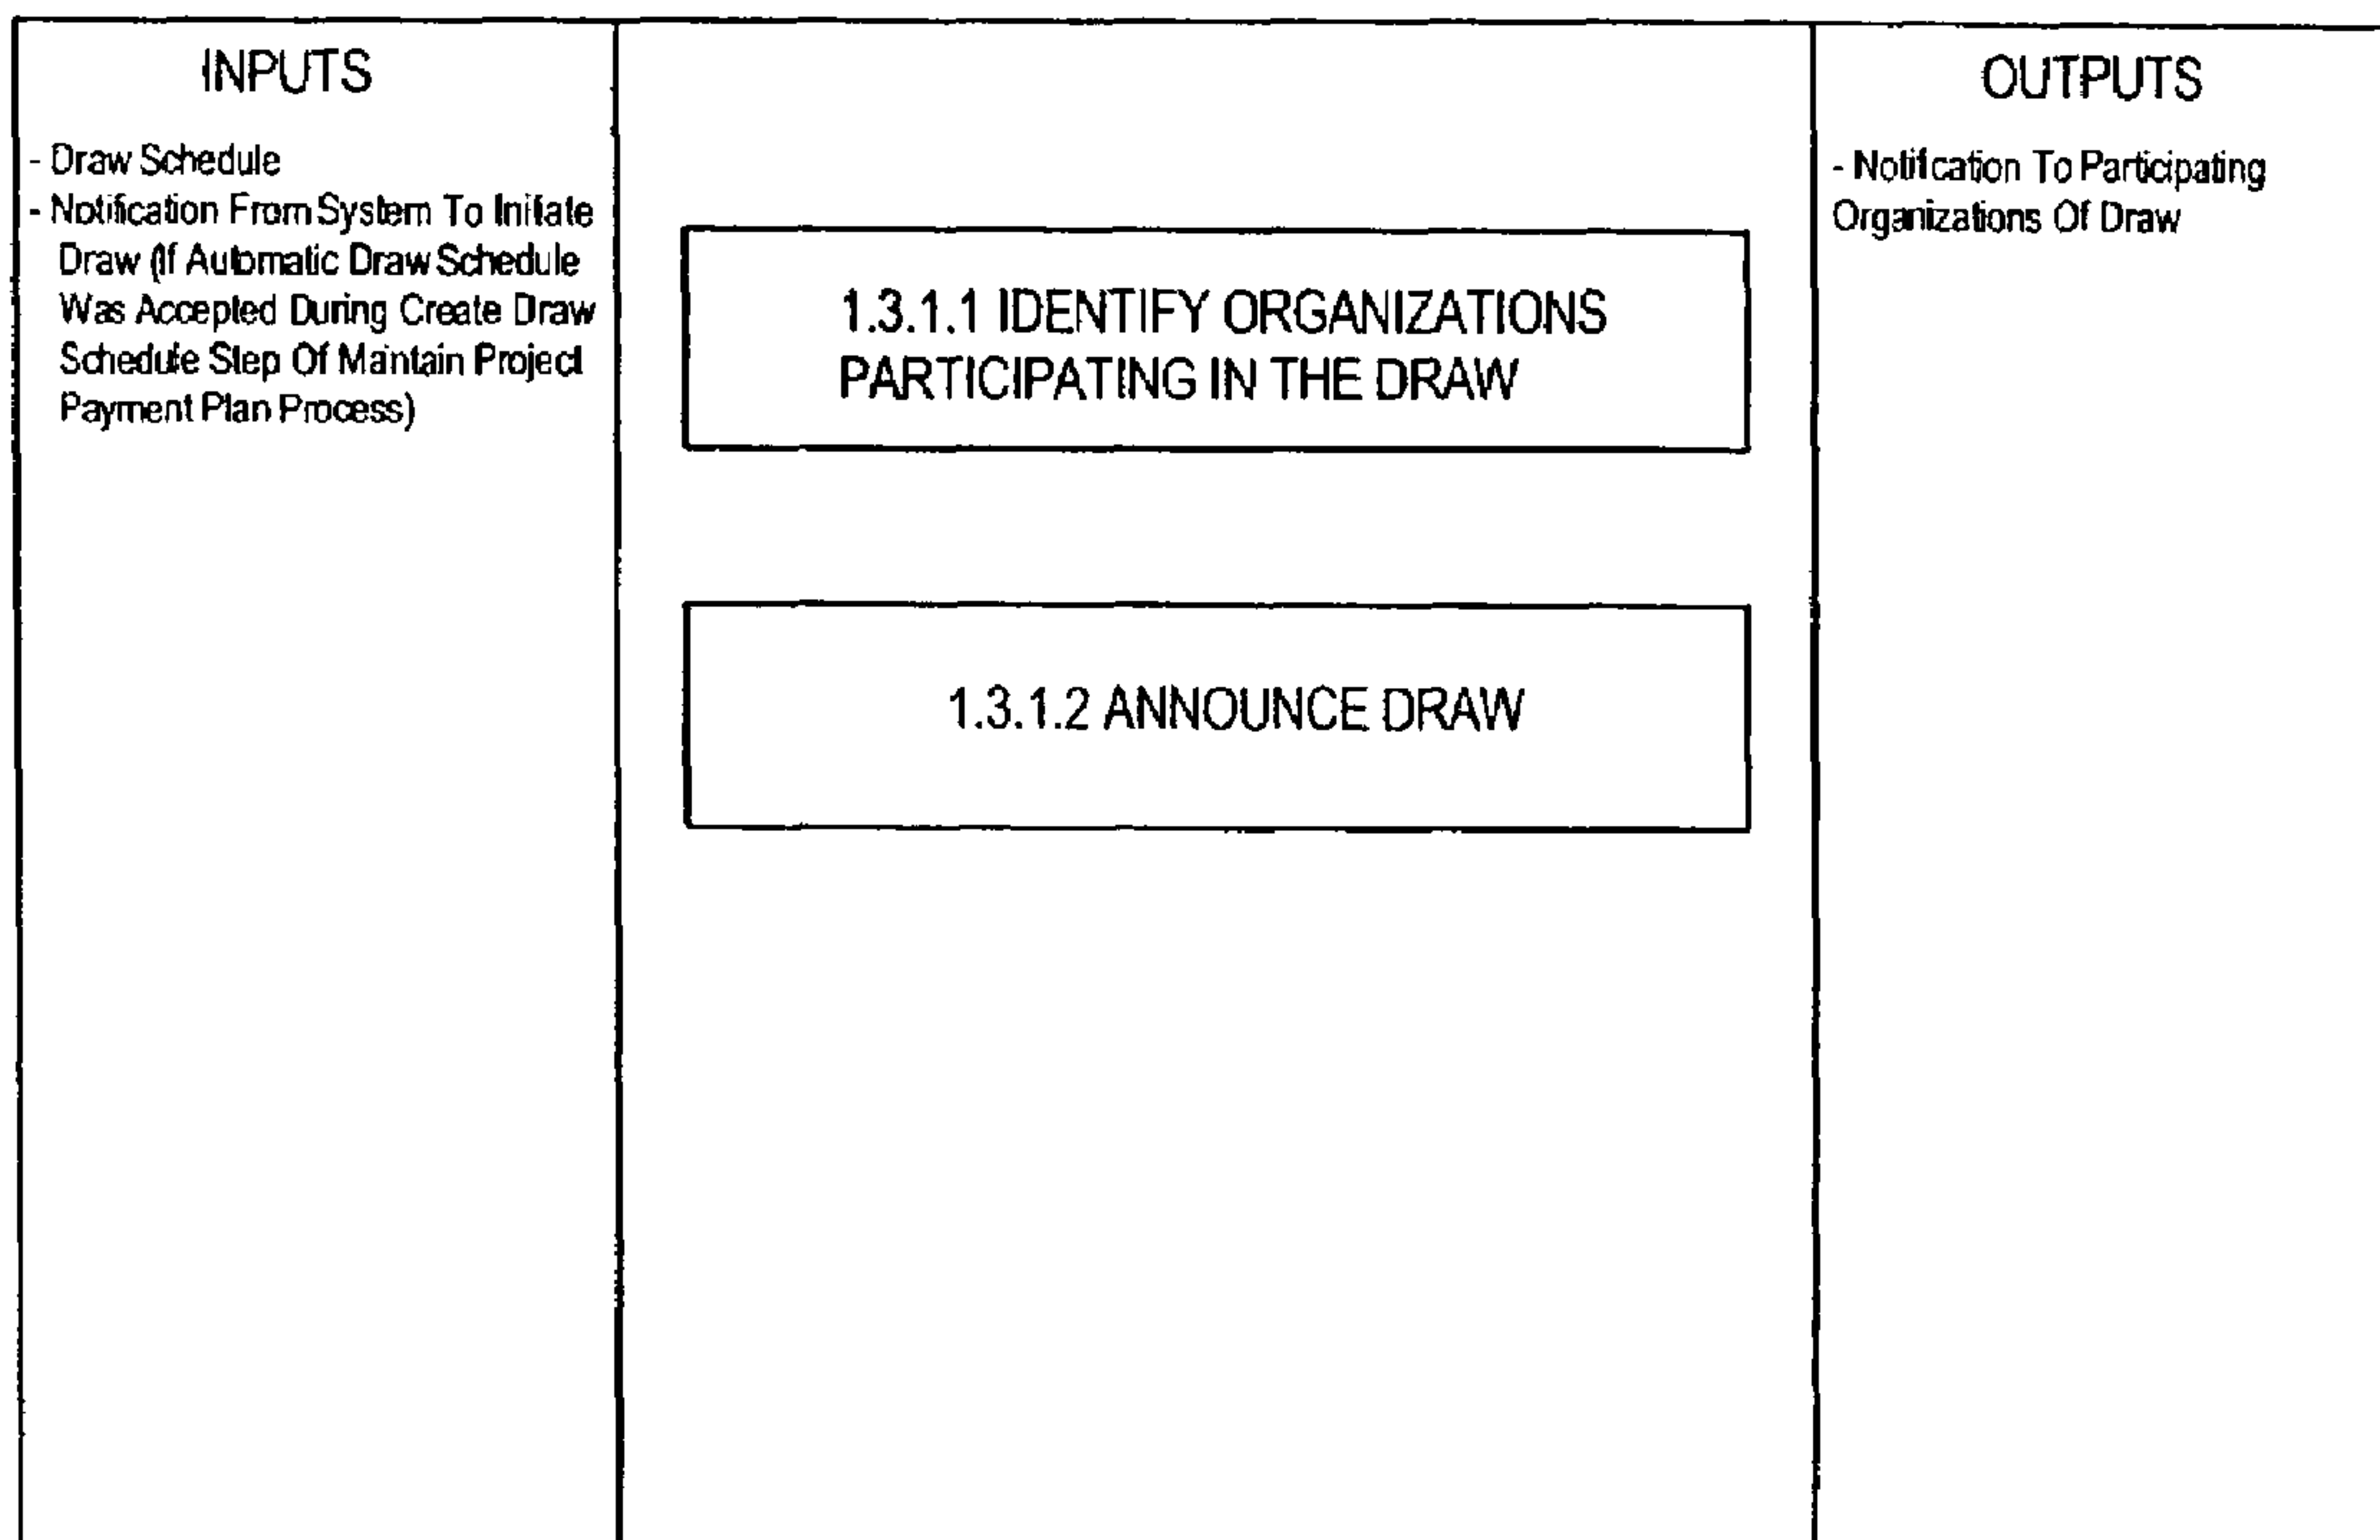 INPUTS
- Draw Schedule
- Notification From System To Initiate
Draw (If Automatic Draw Schedule
Was Accepted During Create Draw
Schedule Step Of Maintain Project
Payment Plan Process)
1.3.1.1 IDENTIFY ORGANIZATIONS
PARTICIPATING IN THE DRAW
1.3.1.2 ANNOUNCE DRAW
OUTPUTS
- Notification To Participating
Organizations Of Draw